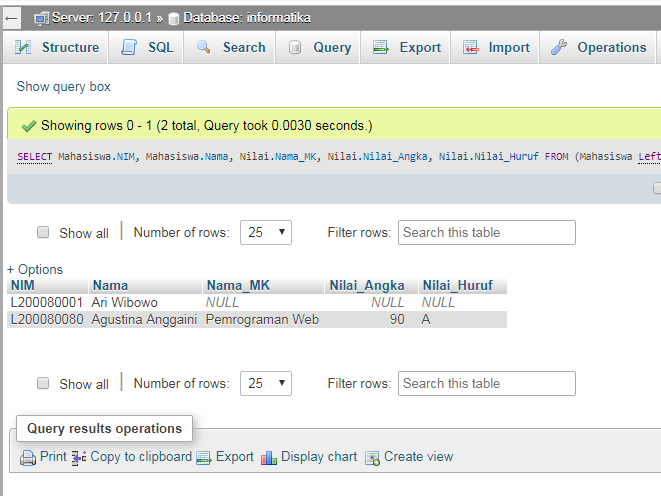 ← Server: 127.0.0.1 » Database: informatika
Structure SQL Search Query Export Import Operations
Show query box
Showing rows 0 - 1 (2 total, Query took 0.0030 seconds.)
SELECT Mahasiswa.NIM, Mahasiswa.Nama, Nilai.Nama_MK, Nilai.Nilai_Angka, Nilai.Nilai_Huruf FROM (Mahasiswa Left
Show all | Number of rows: 25 Filter rows: Search this table
+ Options
NIM Nama Nama_MK Nilai_Angka Nilai_Huruf
L200080001 Ari Wibowo NULL NULL NULL
L200080080 Agustina Anggaini Pemrograman Web 90 A
Show all | Number of rows: 25 Filter rows: Search this table
Query results operations
Print Copy to clipboard Export Display chart Create view